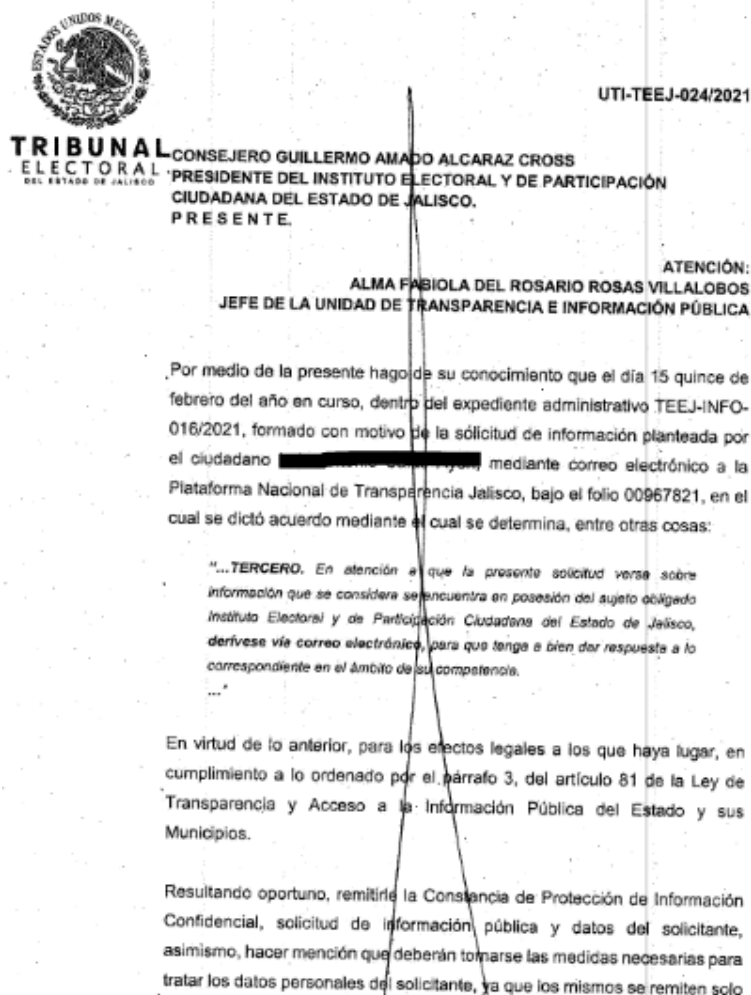 ESTADOS UNIDOS MEXICANOS
UTI-TEEJ-024/2021
TRIBUNAL
ELECTORAL
DEL ESTADO DE JALISCO
CONSEJERO GUILLERMO AMADO ALCARAZ CROSS
PRESIDENTE DEL INSTITUTO ELECTORAL Y DE PARTICIPACIÓN
CIUDADANA DEL ESTADO DE JALISCO.
P R E S E N T E.
ATENCIÓN:
ALMA FABIOLA DEL ROSARIO ROSAS VILLALOBOS
JEFE DE LA UNIDAD DE TRANSPARENCIA E INFORMACIÓN PÚBLICA
Por medio de la presente hago de su conocimiento que el día 15 quince de
febrero del año en curso, dentro del expediente administrativo TEEJ-INFO-
016/2021, formado con motivo de la solicitud de información planteada por
el ciudadano mediante correo electrónico a la
Plataforma Nacional de Transparencia Jalisco, bajo el folio 00967821, en el
cual se dictó acuerdo mediante el cual se determina, entre otras cosas:
"...TERCERO. En atención a que la presente solicitud versa sobre
información que se considera se encuentra en posesión del sujeto obligado
Instituto Electoral y de Participación Ciudadana del Estado de Jalisco,
derívese vía correo electrónico, para que tenga a bien dar respuesta a lo
correspondiente en el ámbito de su competencia.
..."
En virtud de lo anterior, para los efectos legales a los que haya lugar, en
cumplimiento a lo ordenado por el párrafo 3, del artículo 81 de la Ley de
Transparencia y Acceso a la Información Pública del Estado y sus
Municipios.
Resultando oportuno, remitirle la Constancia de Protección de Información
Confidencial, solicitud de información pública y datos del solicitante,
asimismo, hacer mención que deberán tomarse las medidas necesarias para
tratar los datos personales del solicitante, ya que los mismos se remiten solo